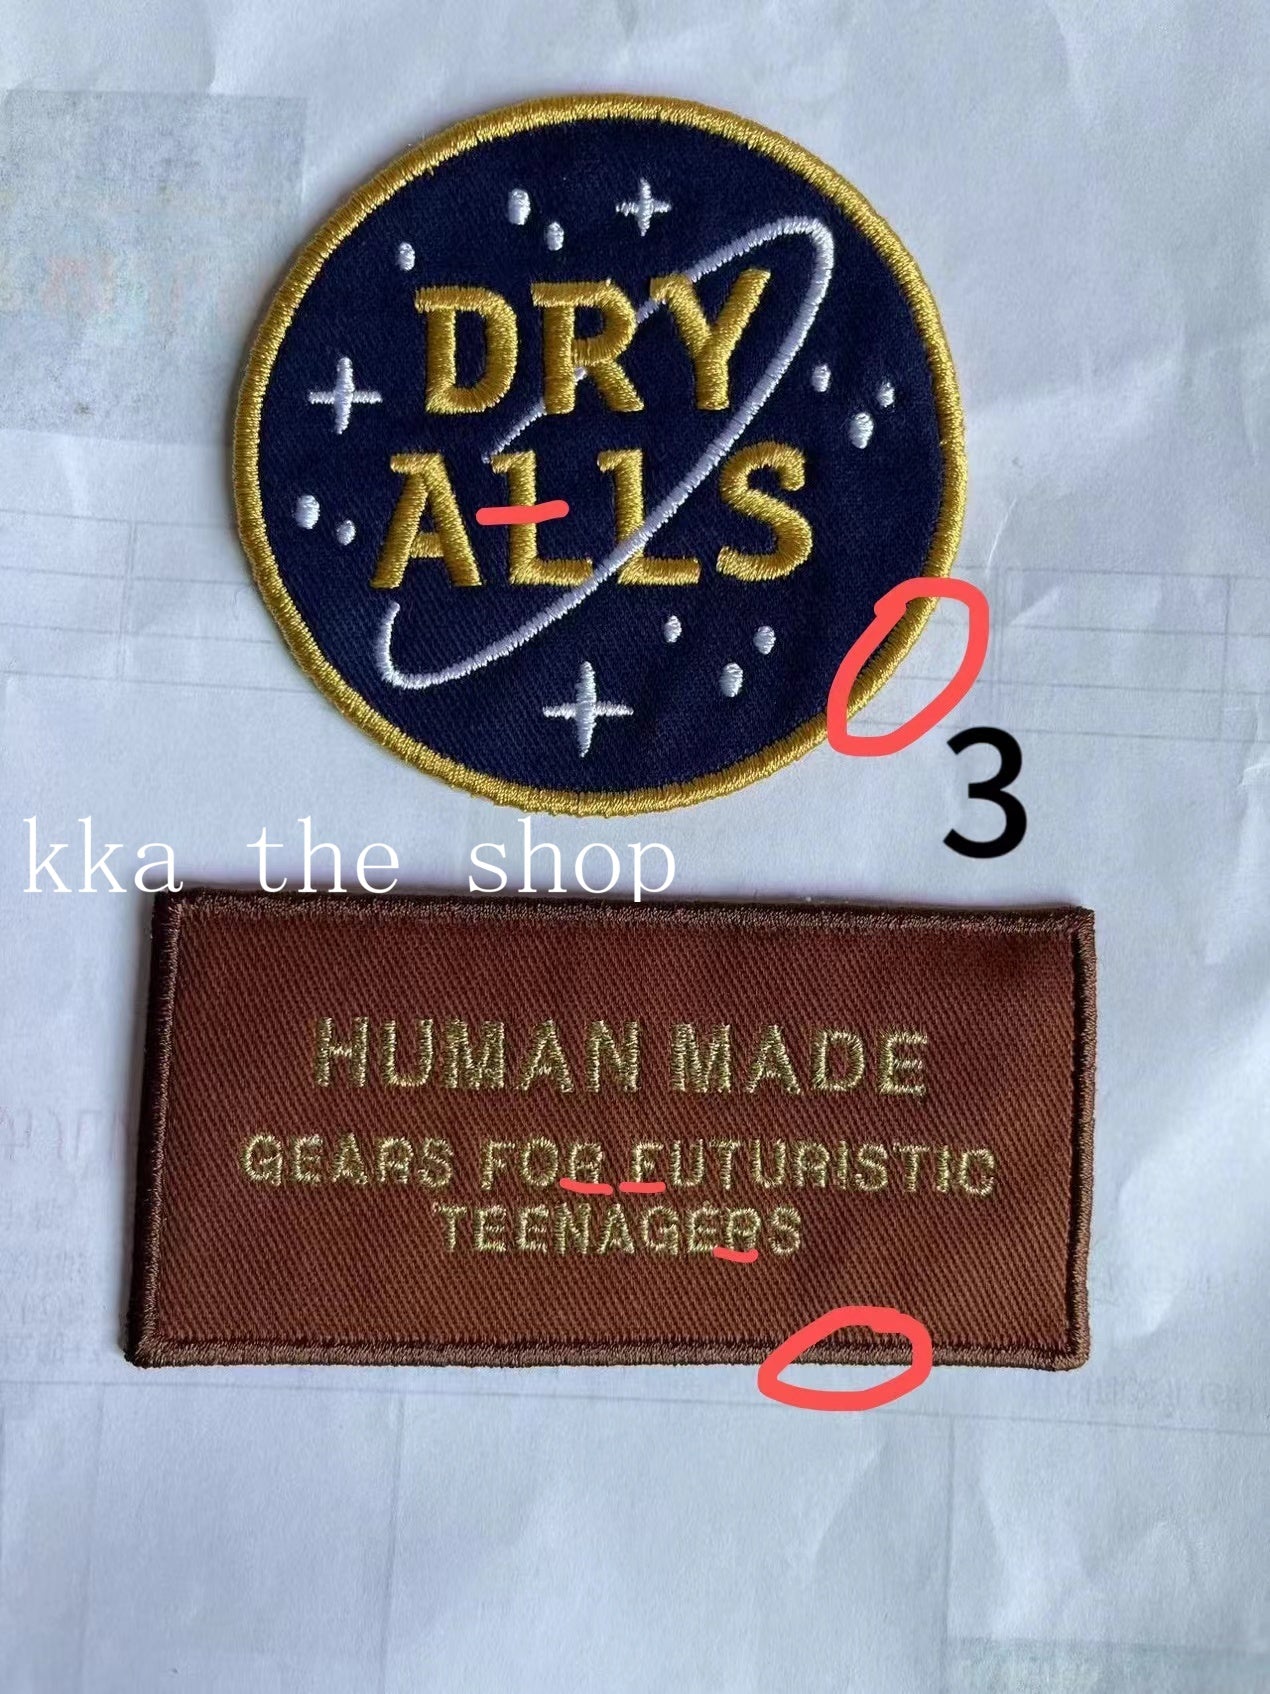 DRY
ALLS
3
kka the shop
HUMAN MADE
GEARS FOR FUTURISTIC
TEENAGERS